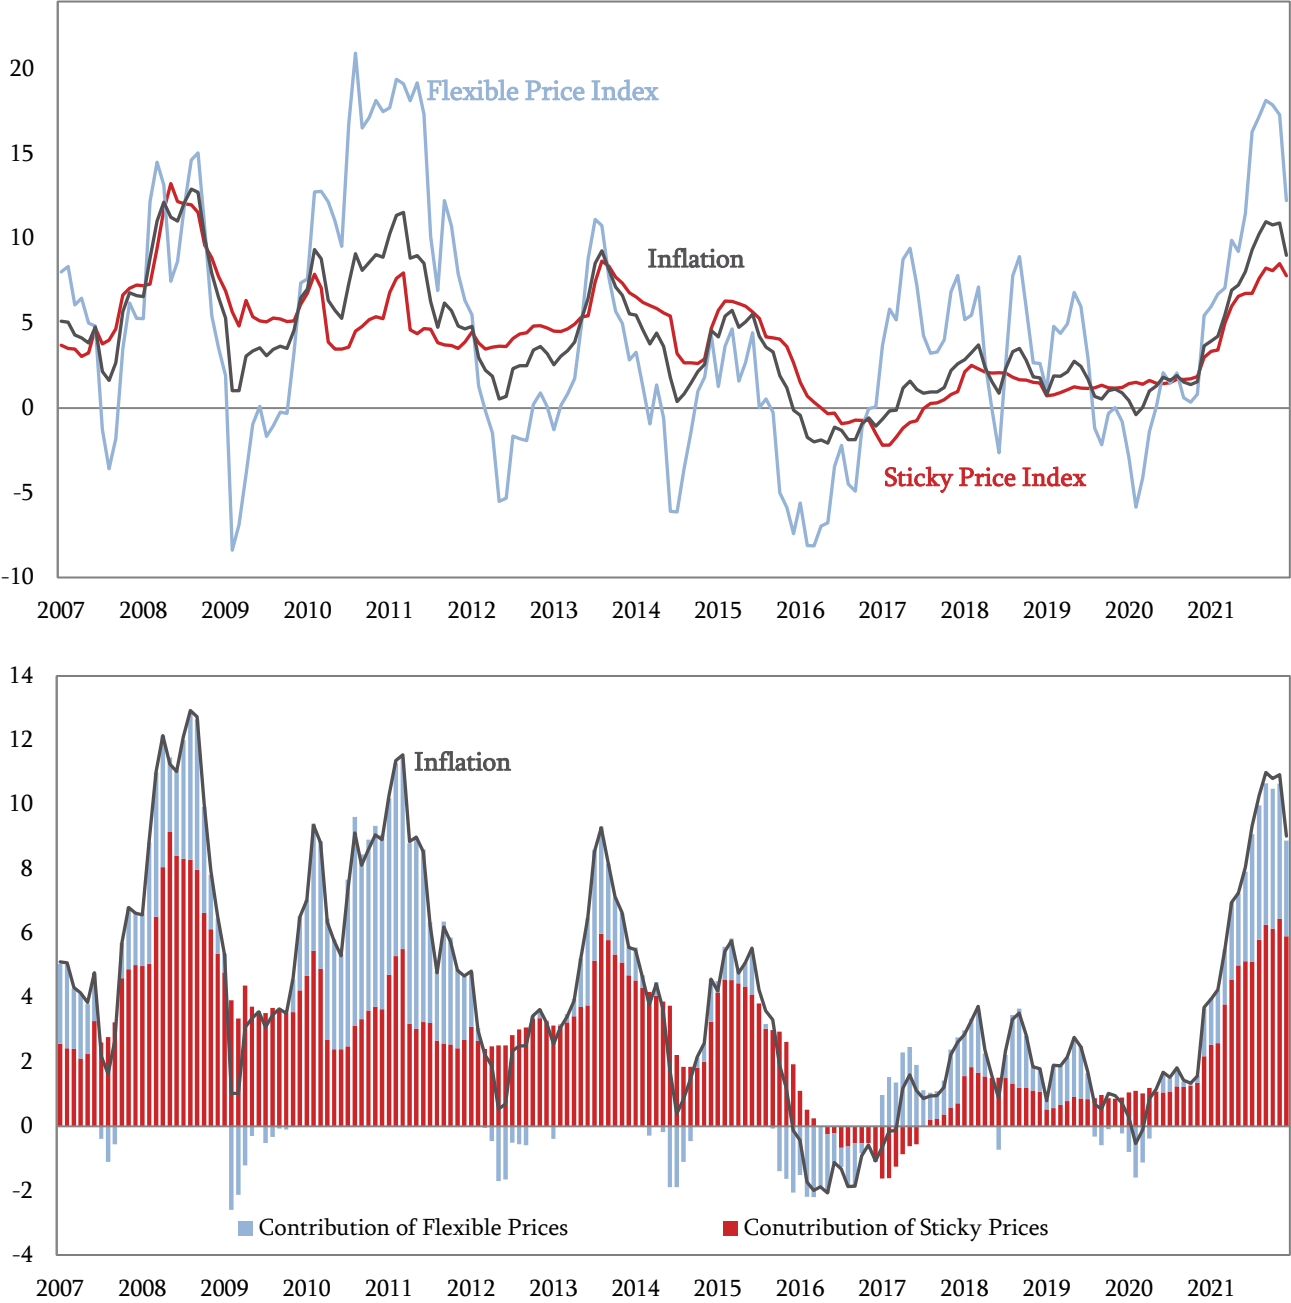 20
Flexible Price Index
15
10
Inflation
5
0
Sticky Price Index
-5
-10
2007 2008 2009 2010 2011 2012 2013 2014 2015 2016 2017 2018 2019 2020 2021
14
12
Inflation
10
8
6
4
2
0
-2
Contribution of Flexible Prices Conutribution of Sticky Prices
-4
2007 2008 2009 2010 2011 2012 2013 2014 2015 2016 2017 2018 2019 2020 2021